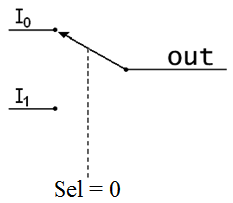 I₀
out
I₁
Sel = 0